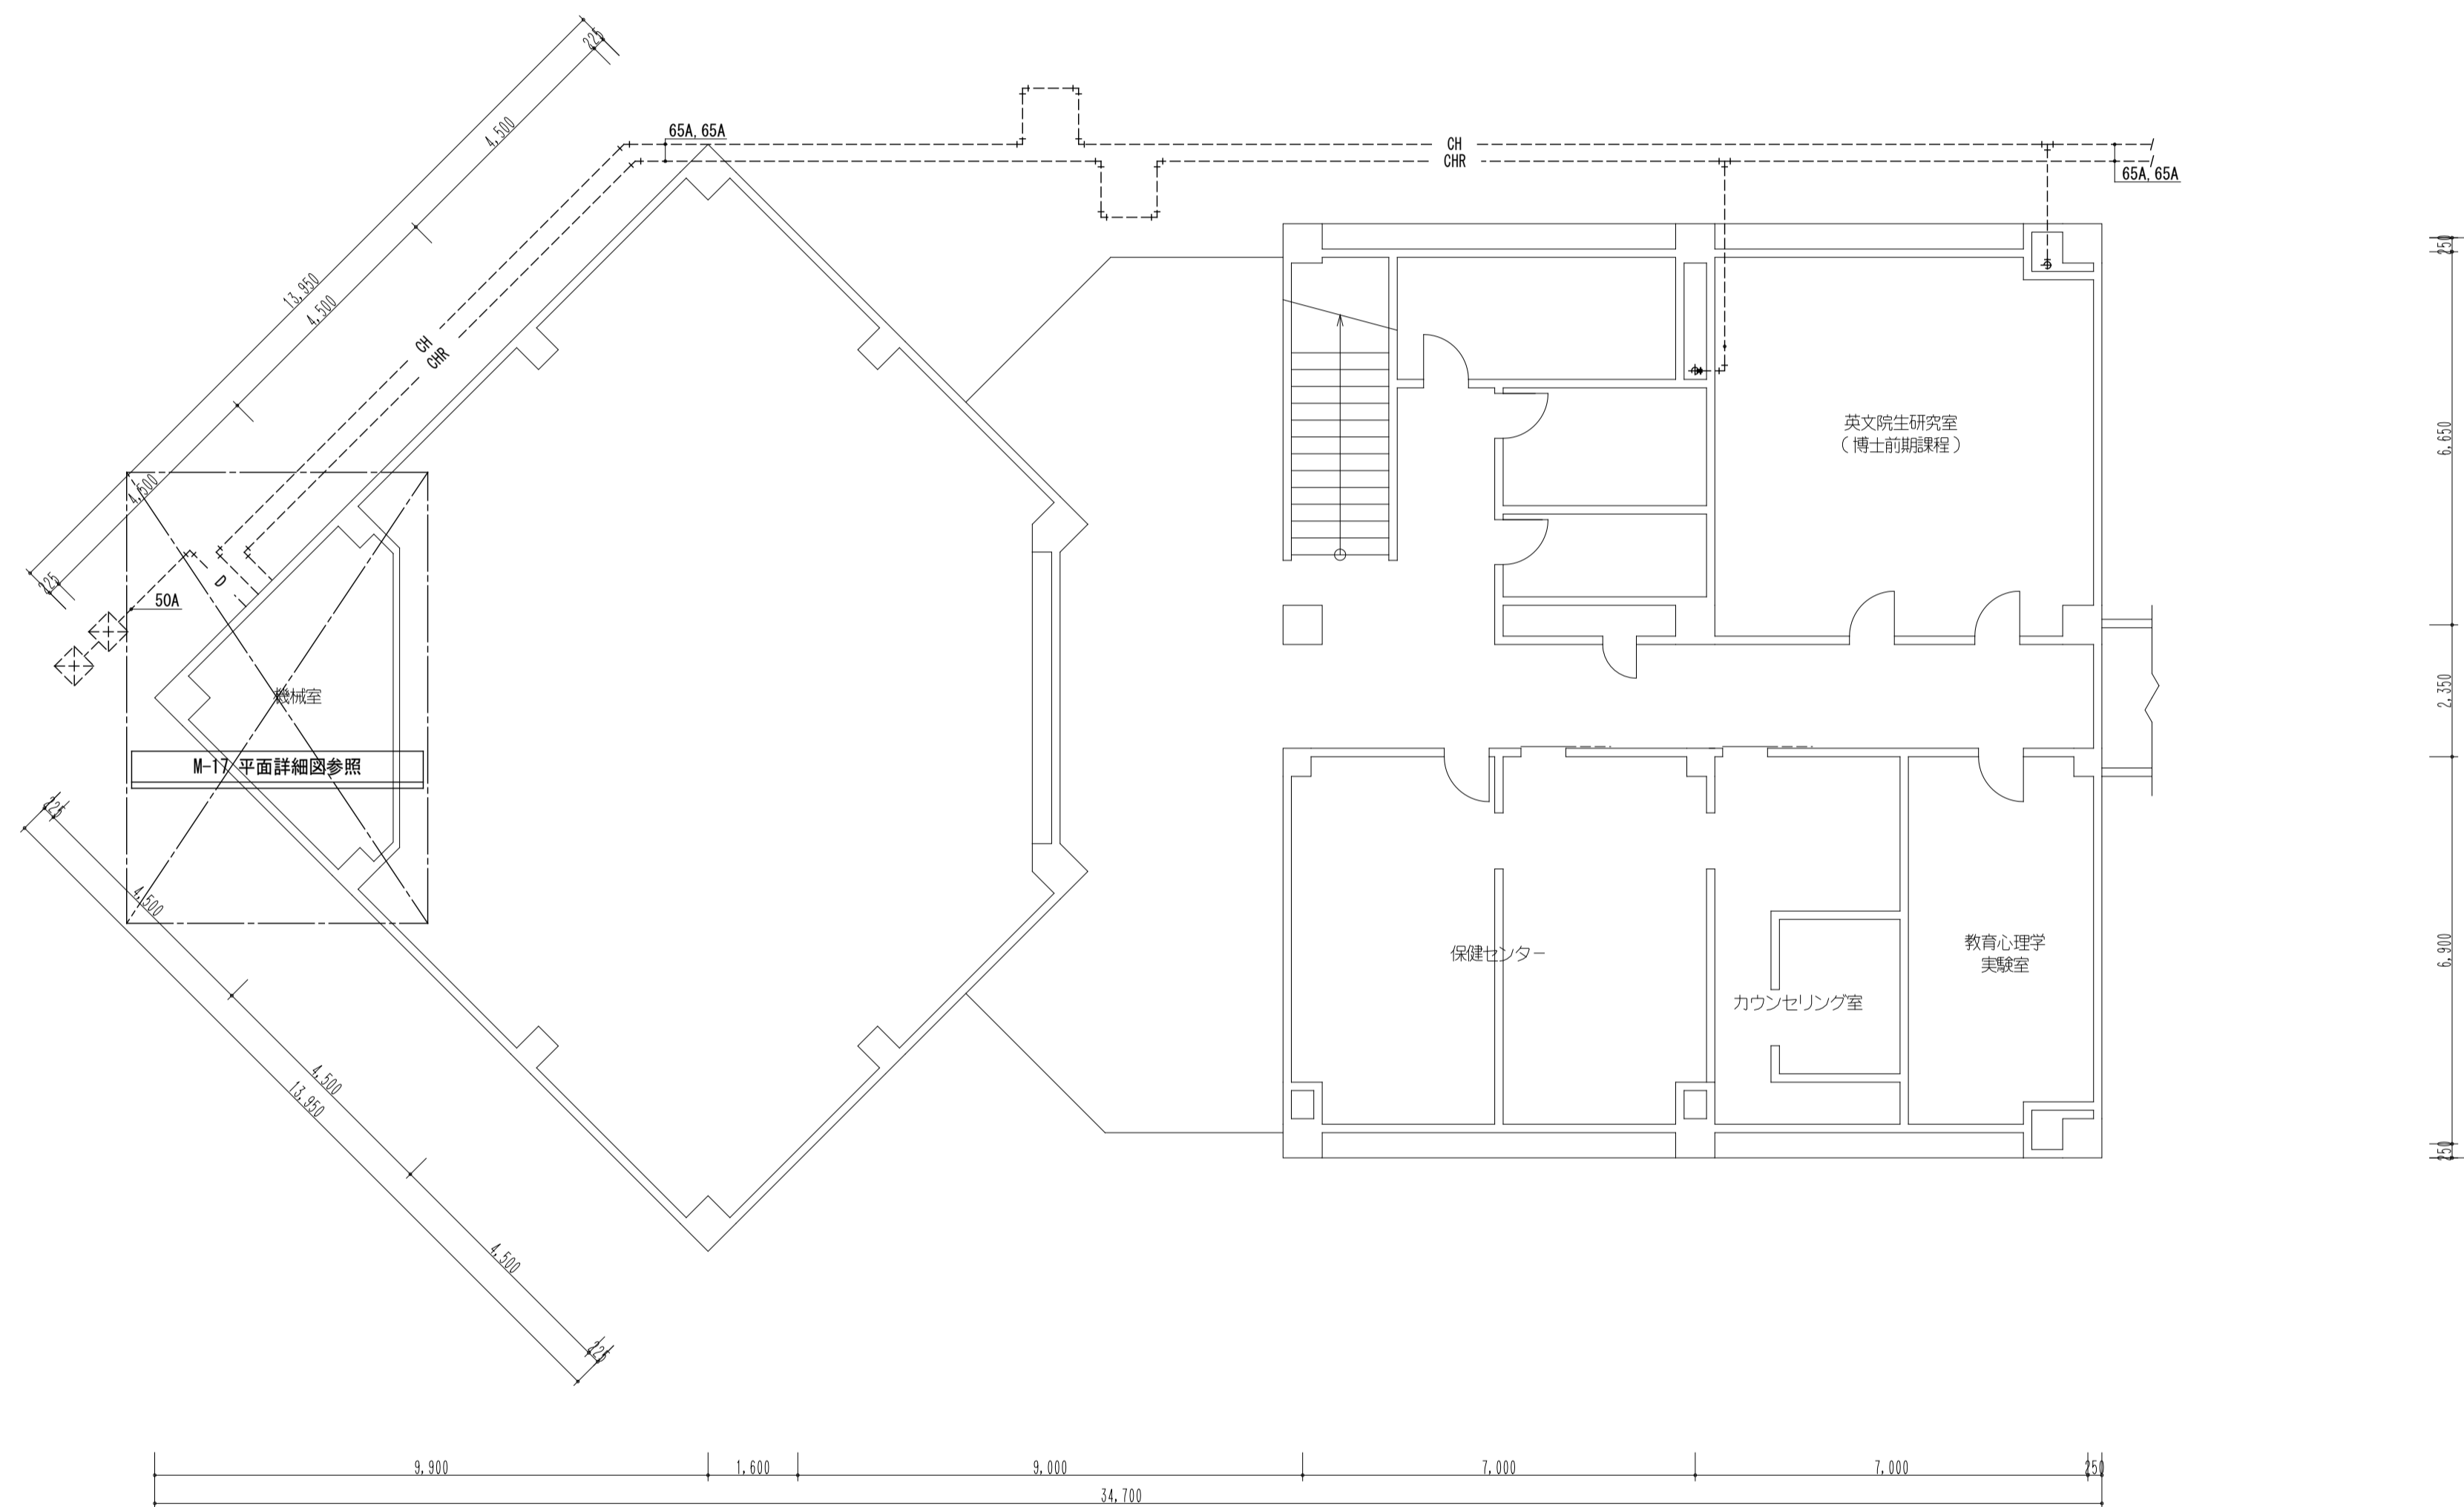 225
4,500
13,950
4,500
4,500
225
65A, 65A
CH
CHR
65A, 65A
CH
CHR
D
50A
機械室
M-17 平面詳細図参照
225
4,500
4,500
13,950
4,500
225
英文院生研究室
(博士前期課程)
保健センター
カウンセリング室
教育心理学
実験室
250
6,650
2,350
6,900
250
9,900
1,600
9,000
7,000
7,000
250
34,700